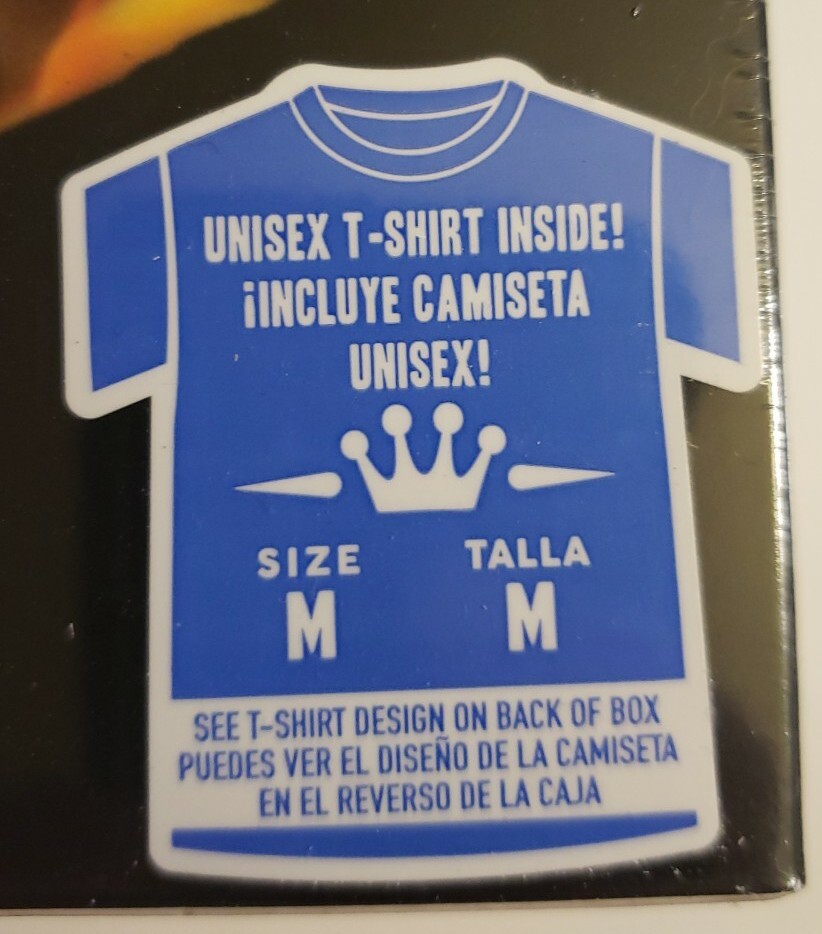 UNISEX T-SHIRT INSIDE!
¡INCLUYE CAMISETA
UNISEX!
SIZE TALLA
M M
SEE T-SHIRT DESIGN ON BACK OF BOX
PUEDES VER EL DISEÑO DE LA CAMISETA
EN EL REVERSO DE LA CAJA